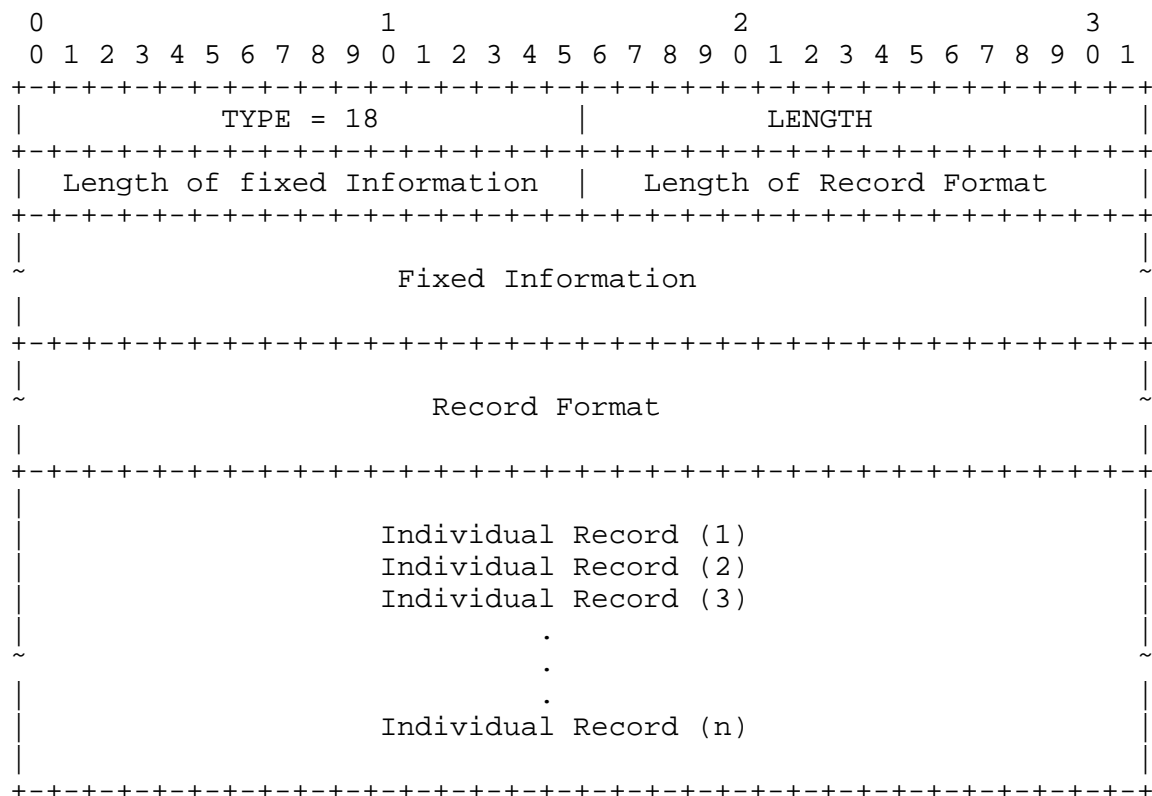 0                   1                   2                   3
 0 1 2 3 4 5 6 7 8 9 0 1 2 3 4 5 6 7 8 9 0 1 2 3 4 5 6 7 8 9 0 1
+-+-+-+-+-+-+-+-+-+-+-+-+-+-+-+-+-+-+-+-+-+-+-+-+-+-+-+-+-+-+-+-+
|           TYPE = 18           |          LENGTH               |
+-+-+-+-+-+-+-+-+-+-+-+-+-+-+-+-+-+-+-+-+-+-+-+-+-+-+-+-+-+-+-+-+
|  Length of fixed Information  |   Length of Record Format     |
+-+-+-+-+-+-+-+-+-+-+-+-+-+-+-+-+-+-+-+-+-+-+-+-+-+-+-+-+-+-+-+-+
|                                                               |
~                     Fixed Information                         ~
|                                                               |
+-+-+-+-+-+-+-+-+-+-+-+-+-+-+-+-+-+-+-+-+-+-+-+-+-+-+-+-+-+-+-+-+
|                                                               |
~                       Record Format                           ~
|                                                               |
+-+-+-+-+-+-+-+-+-+-+-+-+-+-+-+-+-+-+-+-+-+-+-+-+-+-+-+-+-+-+-+-+
|                                                               |
|                    Individual Record (1)                      |
|                    Individual Record (2)                      |
|                    Individual Record (3)                      |
|                             .                                 |
~                             .                                 ~
|                             .                                 |
|                    Individual Record (n)                      |
|                                                               |
+-+-+-+-+-+-+-+-+-+-+-+-+-+-+-+-+-+-+-+-+-+-+-+-+-+-+-+-+-+-+-+-+